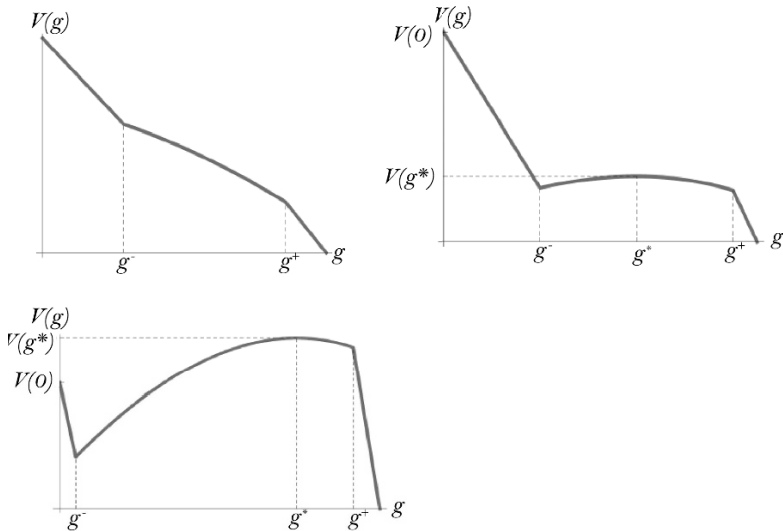 V(g)
g⁻ g⁺ g
V(g)
V(0)
V(g*)
g⁻ g* g⁺ g
V(g)
V(g*)
V(0)
g⁻ g* g⁺ g